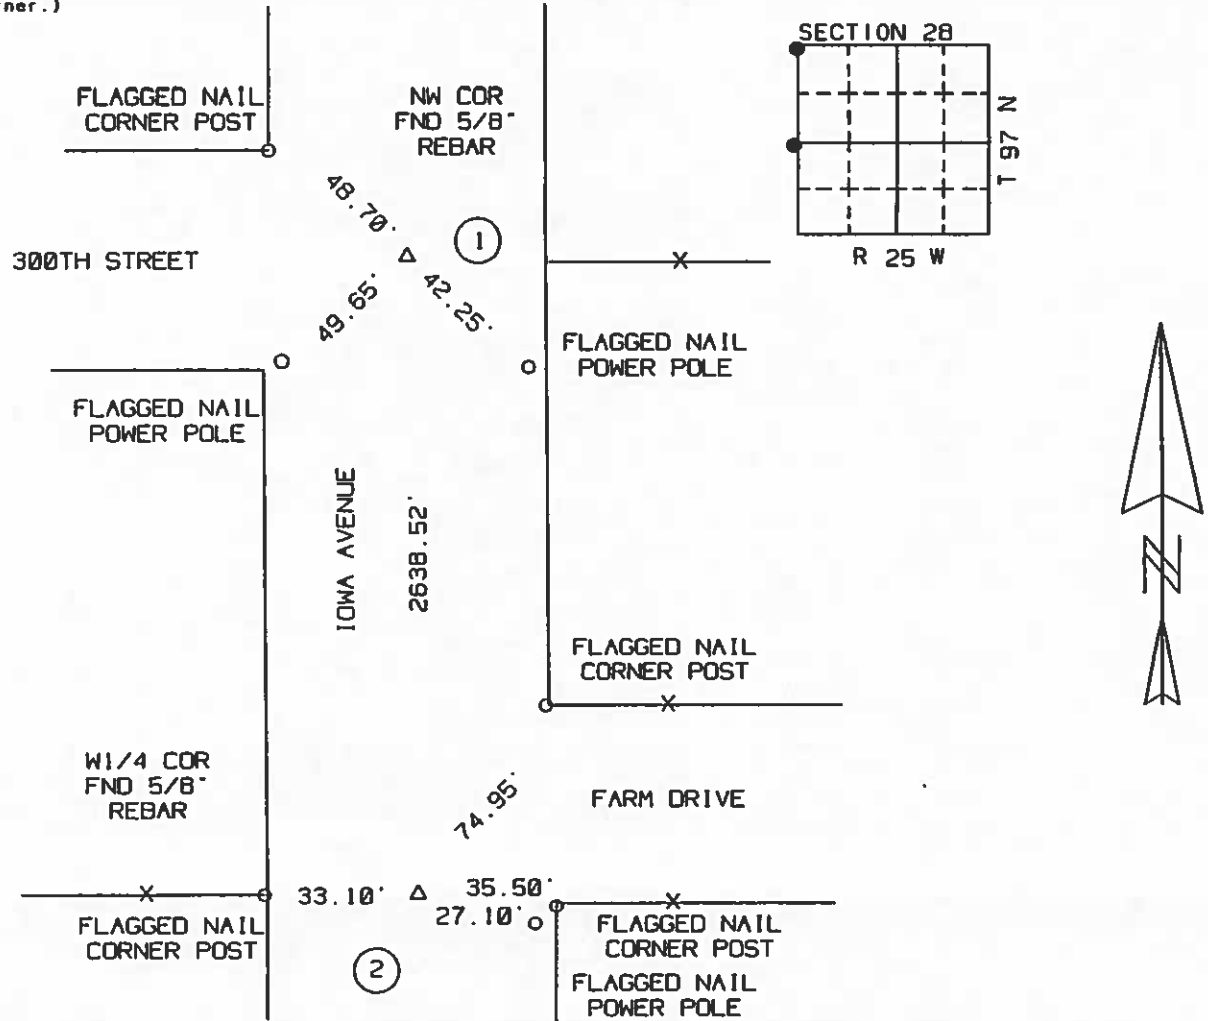 ner.)
SECTION 28
FLAGGED NAIL
CORNER POST
NW COR
FND 5/8"
REBAR
T 97 N
R 25 W
48.70'
1
300TH STREET
49.65'
42.25'
FLAGGED NAIL
POWER POLE
FLAGGED NAIL
POWER POLE
IOWA AVENUE
2638.52'
N
FLAGGED NAIL
CORNER POST
W1/4 COR
FND 5/8"
REBAR
74.95'
FARM DRIVE
33.10'
35.50'
27.10'
FLAGGED NAIL
CORNER POST
FLAGGED NAIL
CORNER POST
2
FLAGGED NAIL
POWER POLE